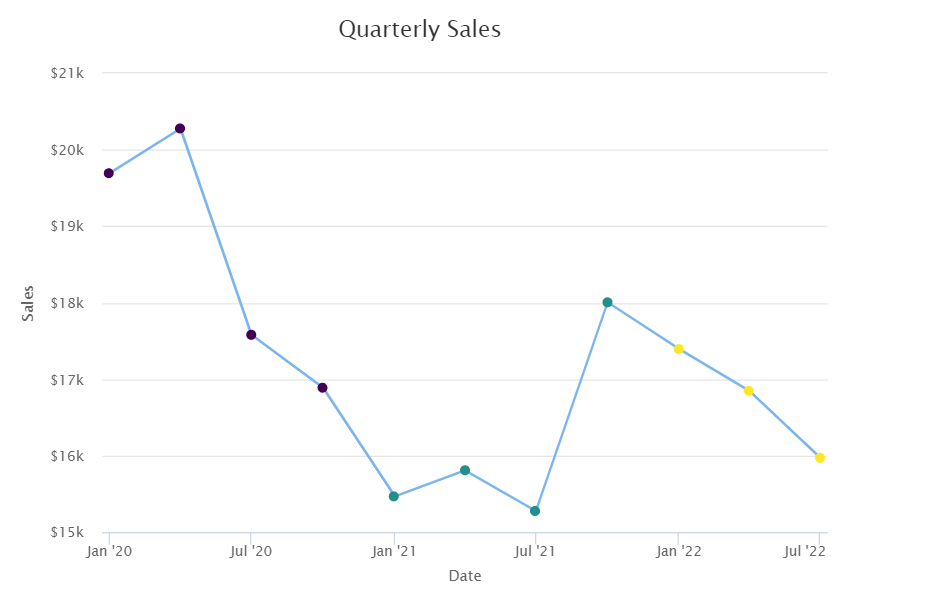 Quarterly Sales
$21k
$20k
$19k
$18k
$17k
$16k
$15k
Sales
Jan '20
Jul '20
Jan '21
Jul '21
Jan '22
Jul '22
Date